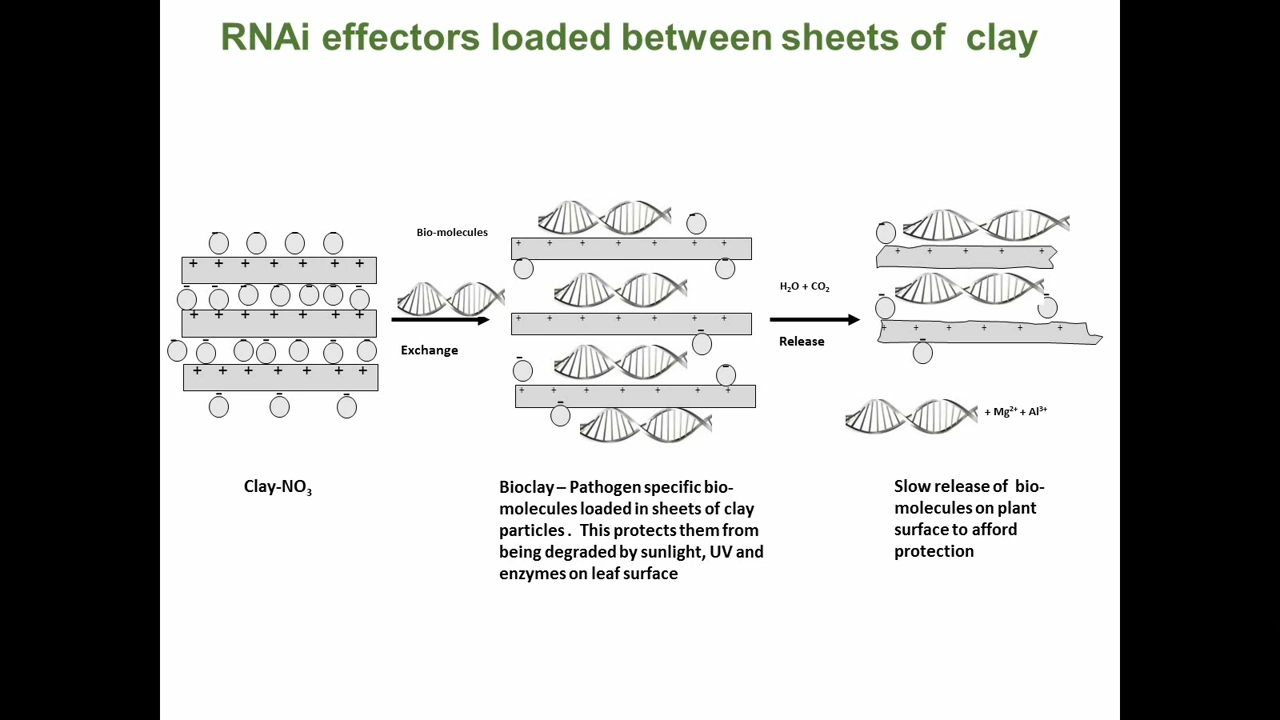 RNAi effectors loaded between sheets of clay
Bio-molecules
Exchange
H₂O + CO₂
Release
+ Mg²⁺ + Al³⁺
Clay-NO₃
Bioclay – Pathogen specific bio-
molecules loaded in sheets of clay
particles . This protects them from
being degraded by sunlight, UV and
enzymes on leaf surface
Slow release of bio-
molecules on plant
surface to afford
protection